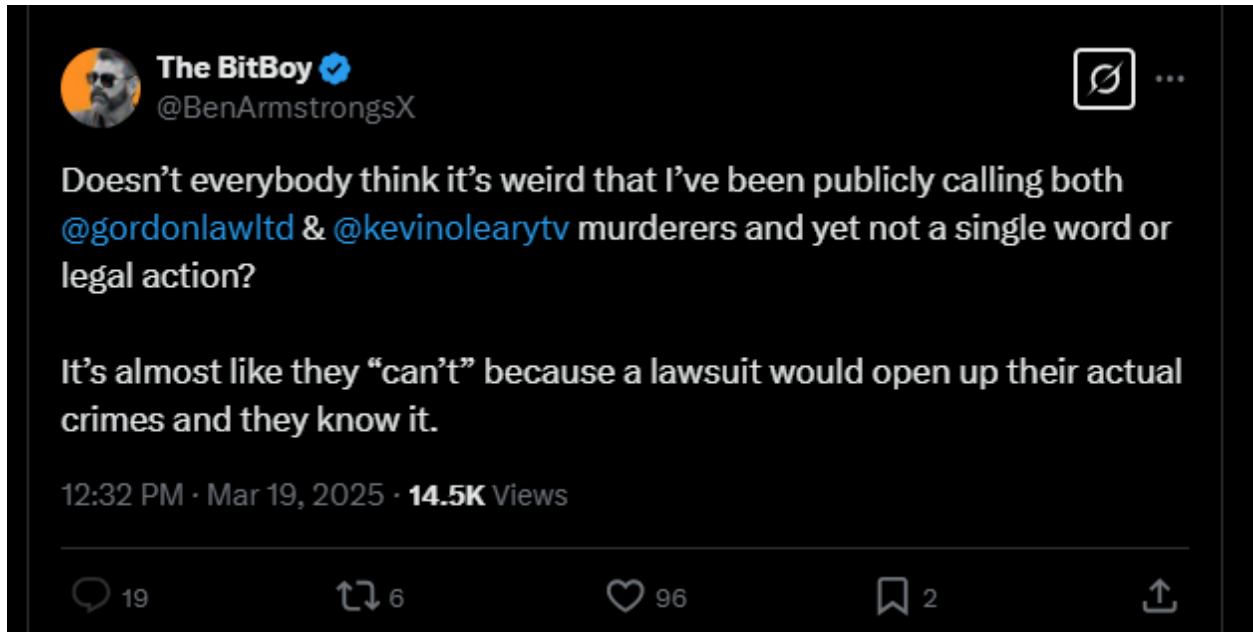 The BitBoy
@BenArmstrongsX
Doesn’t everybody think it’s weird that I’ve been publicly calling both
@gordonlawltd & @kevinolearytv murderers and yet not a single word or
legal action?
It’s almost like they “can’t” because a lawsuit would open up their actual
crimes and they know it.
12:32 PM · Mar 19, 2025 · 14.5K Views
19 6 96 2